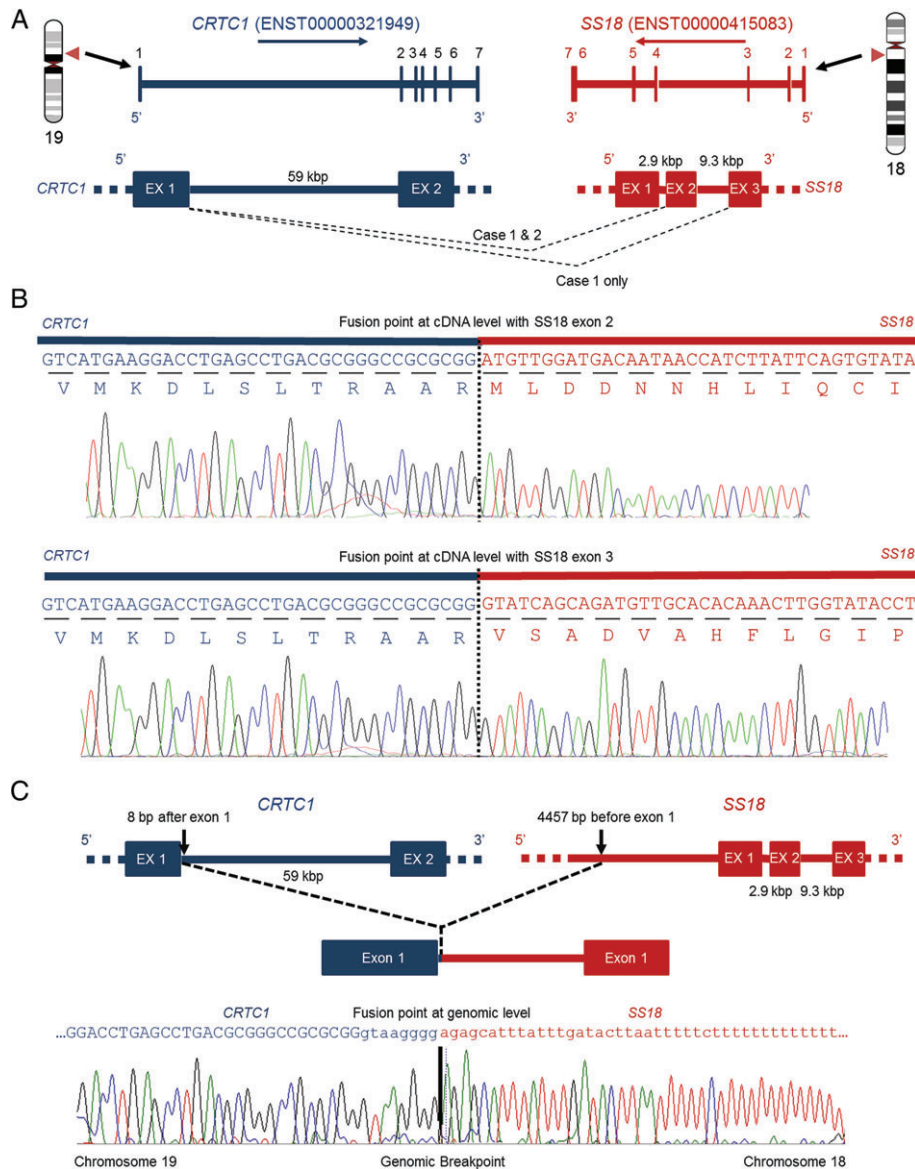 A
CRTC1 (ENST00000321949)
SS18 (ENST00000415083)
1 2 3 4 5 6 7
7 6 5 4 3 2 1
5' 3'
3' 5'
19
18
5' 3'
5' 2.9 kbp 9.3 kbp 3'
CRTC1 EX 1 59 kbp EX 2
EX 1 EX 2 EX 3 SS18
Case 1 & 2
Case 1 only
B
CRTC1 Fusion point at cDNA level with SS18 exon 2 SS18
GTCATGAAGGACCTGAGCCTGACGCGGGCCGCGCGGATGTTGGATGACAATAACCATCTTATTCAGTGTATA
V M K D L S L T R A A R M L D D N N H L I Q C I
CRTC1 Fusion point at cDNA level with SS18 exon 3 SS18
GTCATGAAGGACCTGAGCCTGACGCGGGCCGCGCGGGTATCAGCAGATGTTGCACACAAACTTGGTATACCT
V M K D L S L T R A A R V S A D V A H F L G I P
C
CRTC1 SS18
8 bp after exon 1
4457 bp before exon 1
5' 3'
5' 3'
EX 1 EX 2
EX 1 EX 2 EX 3
59 kbp
2.9 kbp 9.3 kbp
Exon 1 Exon 1
CRTC1 Fusion point at genomic level SS18
...GGACCTGAGCCTGACGCGGGCCGCGCGGgtaaggggagagcatttatttgatacttaatttttctttttttttttttt...
Chromosome 19 Genomic Breakpoint Chromosome 18